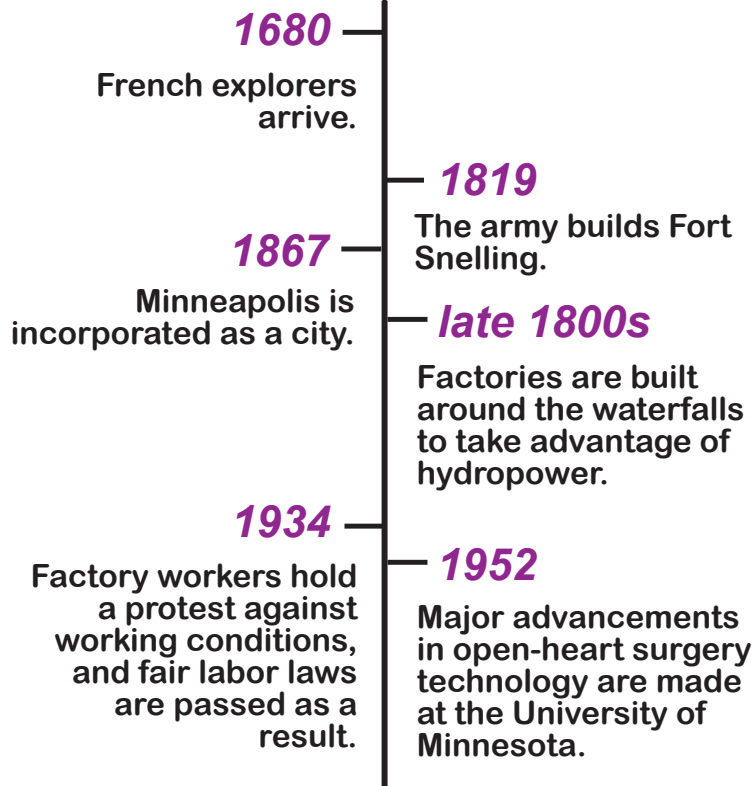 1680
French explorers
arrive.
1819
The army builds Fort
Snelling.
1867
Minneapolis is
incorporated as a city.
late 1800s
Factories are built
around the waterfalls
to take advantage of
hydropower.
1934
Factory workers hold
a protest against
working conditions,
and fair labor laws
are passed as a
result.
1952
Major advancements
in open-heart surgery
technology are made
at the University of
Minnesota.